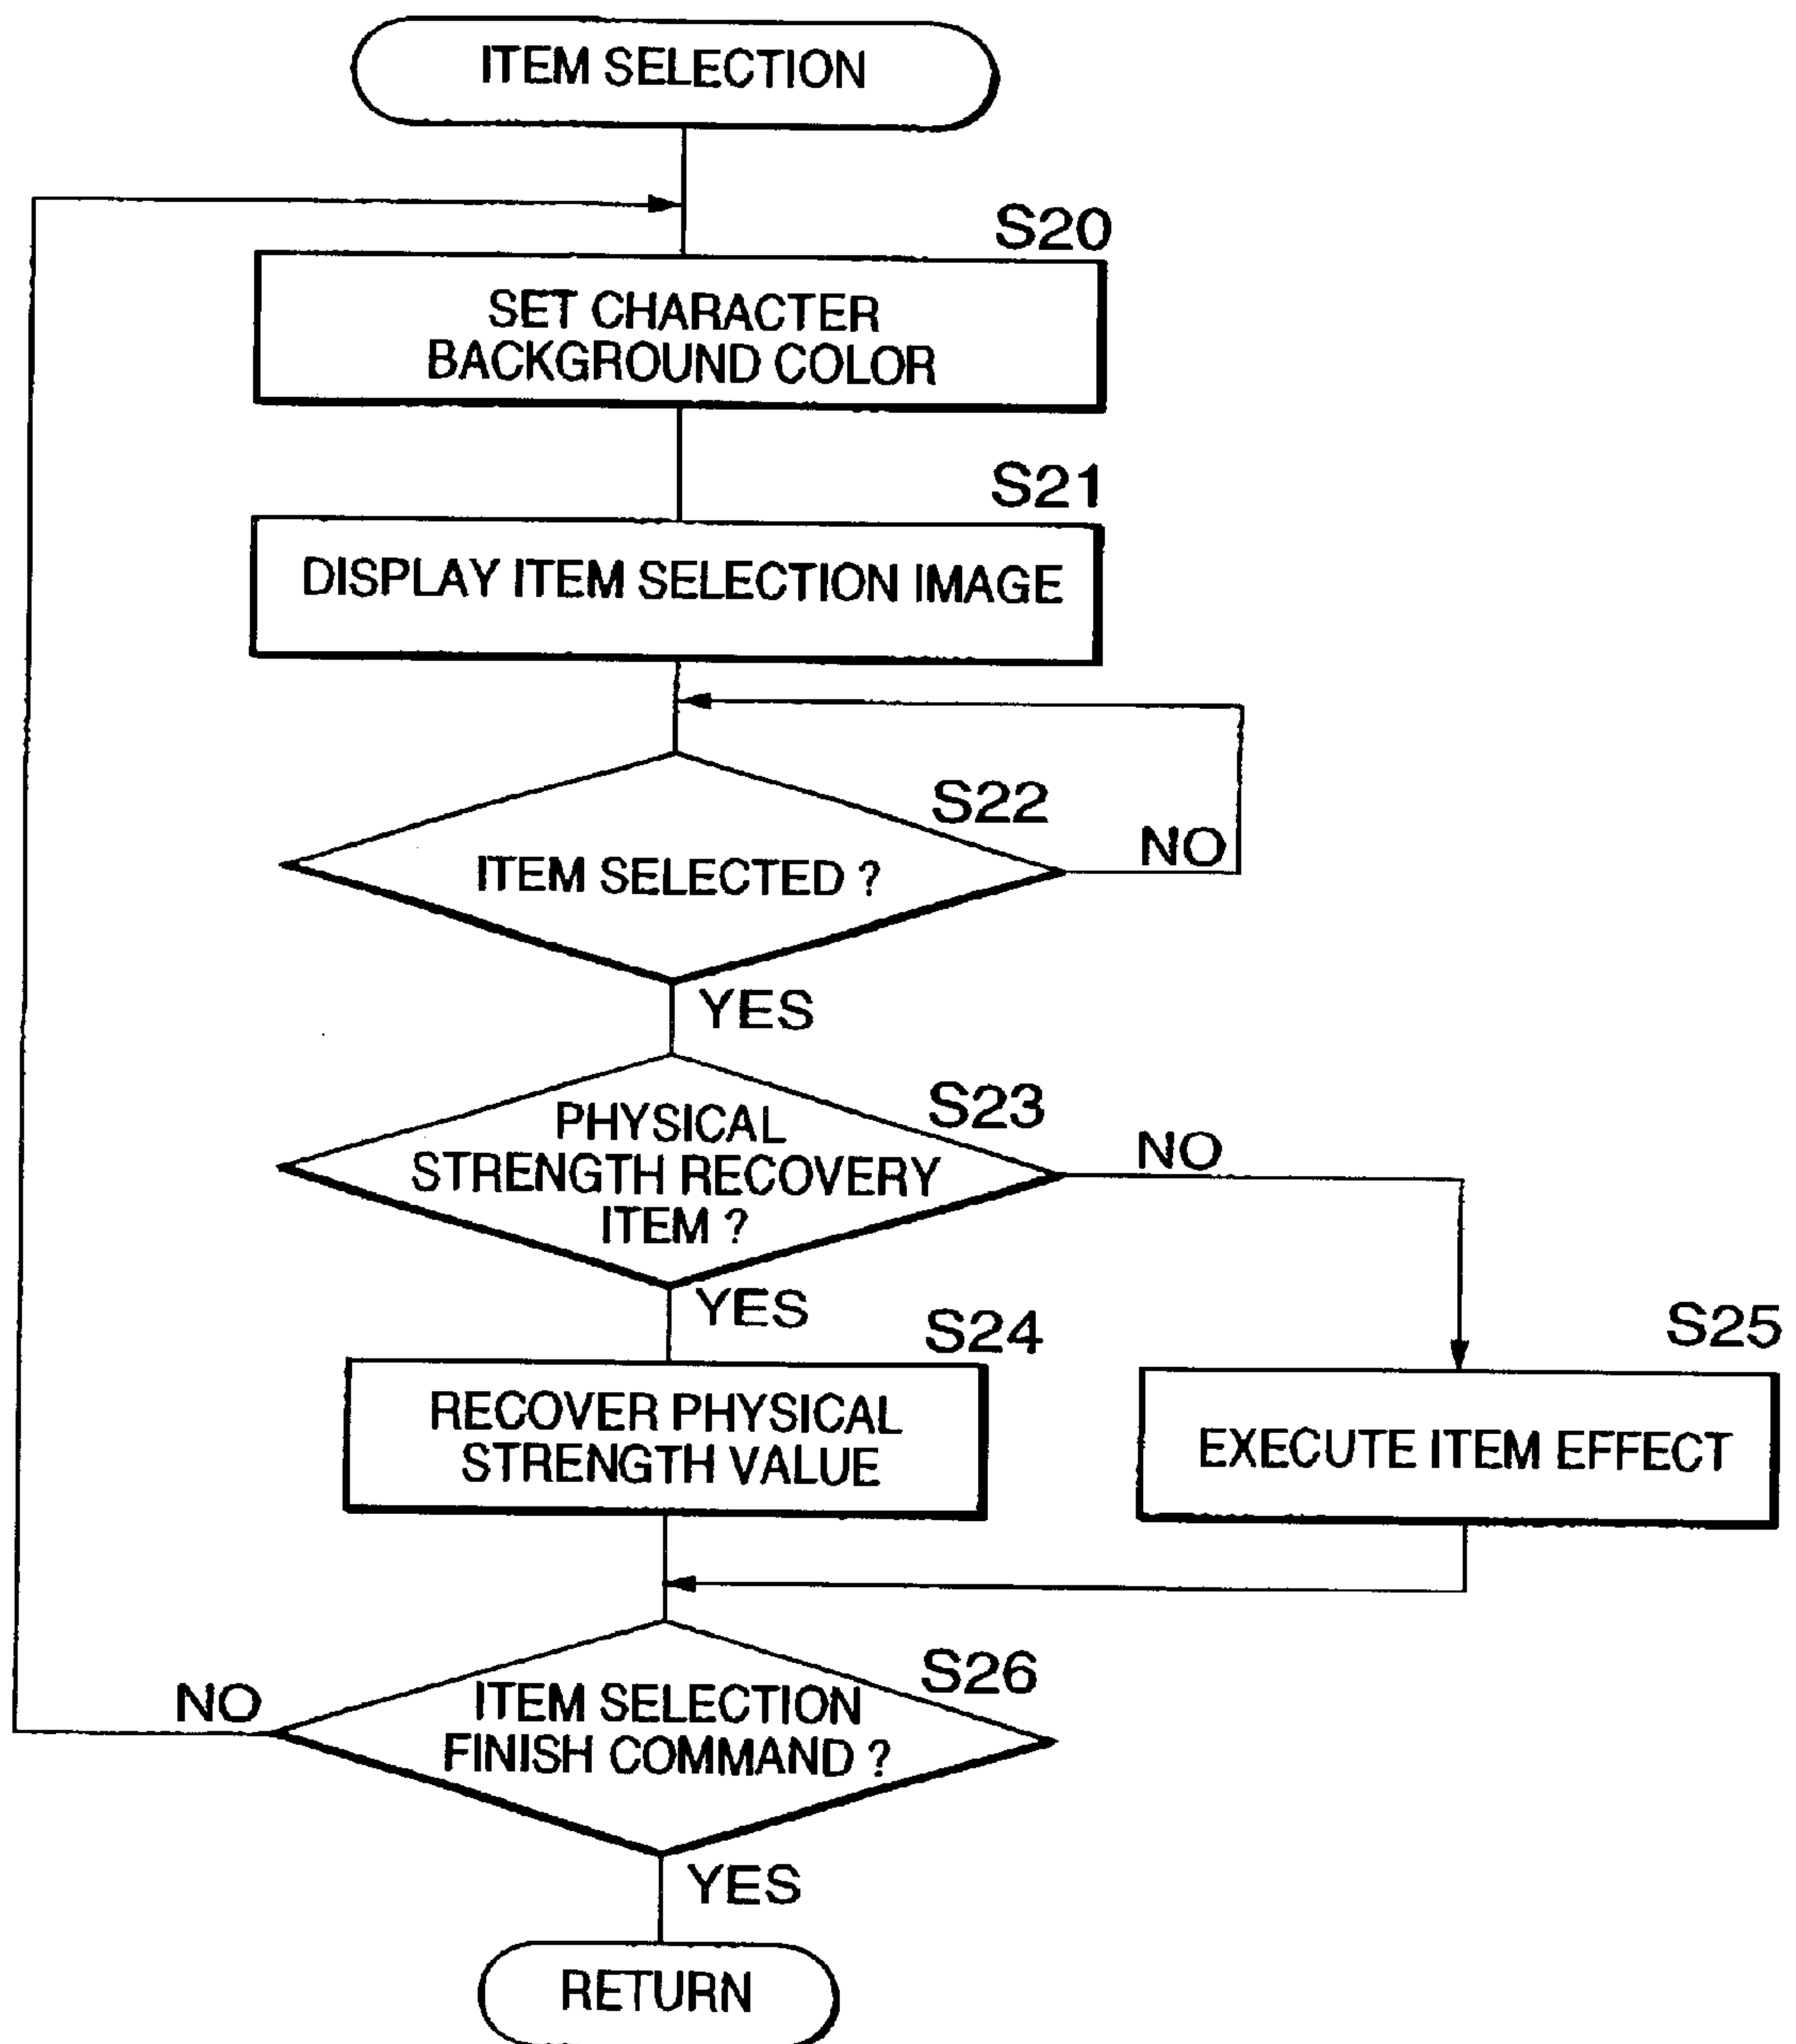 ITEM SELECTION
S20
SET CHARACTER
BACKGROUND COLOR
S21
DISPLAY ITEM SELECTION IMAGE
S22
ITEM SELECTED ?
NO
YES
S23
PHYSICAL
STRENGTH RECOVERY
ITEM ?
NO
YES
S24
RECOVER PHYSICAL
STRENGTH VALUE
S25
EXECUTE ITEM EFFECT
S26
ITEM SELECTION
FINISH COMMAND ?
NO
YES
RETURN